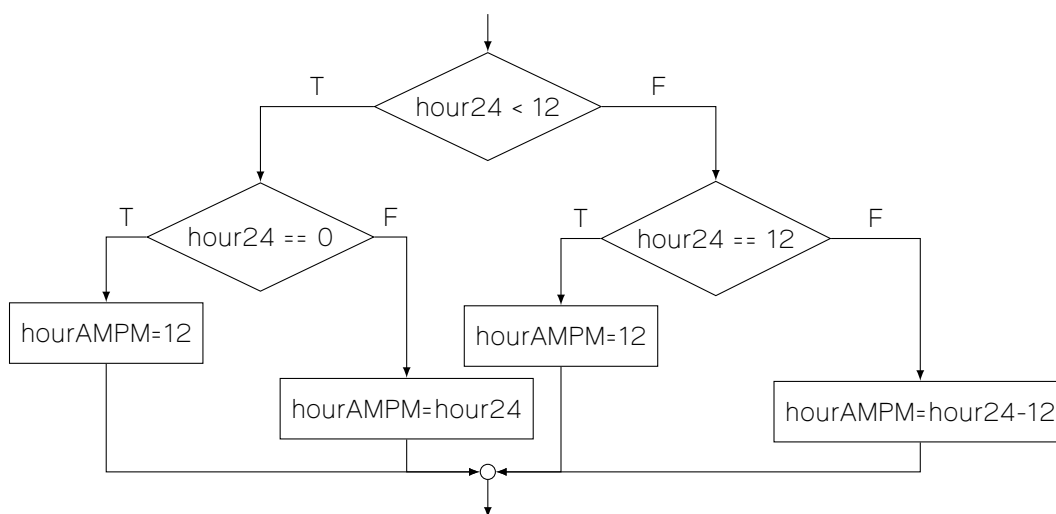 T
F
hour24 < 12
T
F
T
F
hour24 == 0
hour24 == 12
hourAMPM=12
hourAMPM=12
hourAMPM=hour24
hourAMPM=hour24-12